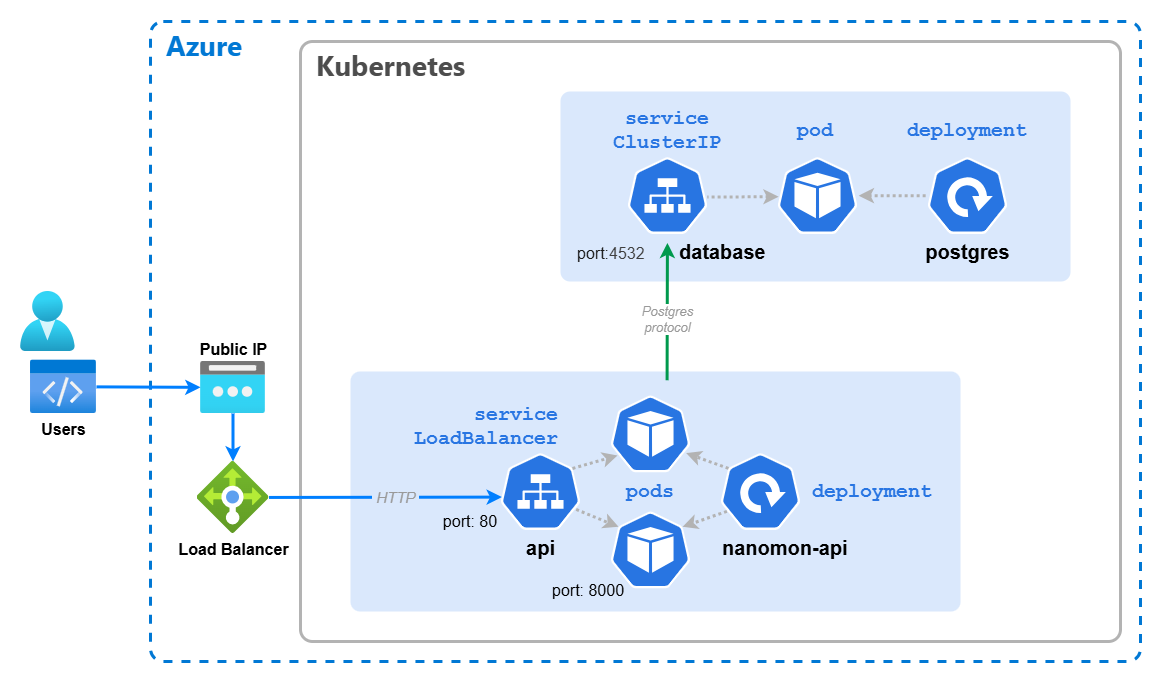 Azure
Kubernetes
service
ClusterIP
pod
deployment
port:4532
database
postgres
Postgres
protocol
Public IP
Users
service
LoadBalancer
HTTP
pods
deployment
port: 80
Load Balancer
api
nanomon-api
port: 8000